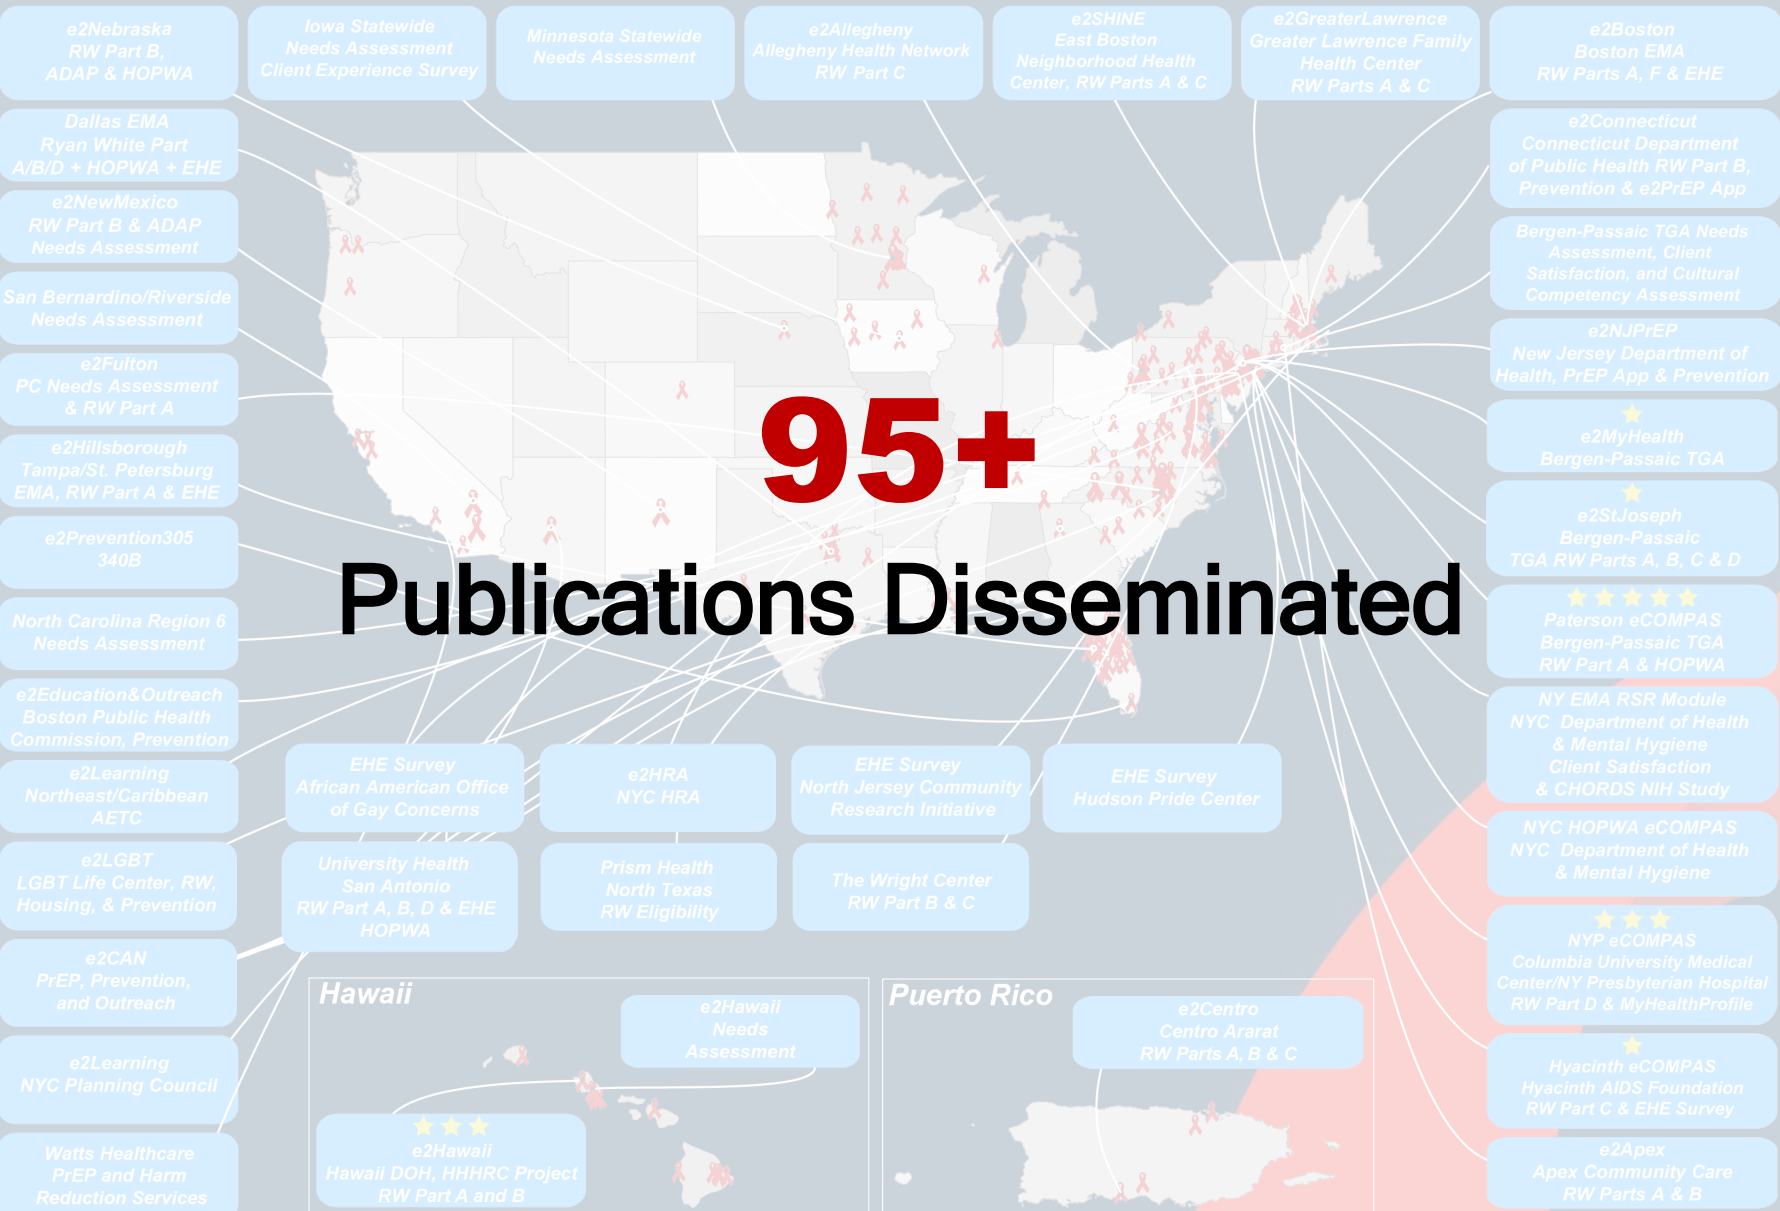 e2Nebraska
RW Part B,
ADAP & HOPWA
Iowa Statewide
Needs Assessment
Client Experience Survey
Minnesota Statewide
Needs Assessment
e2Allegheny
Allegheny Health Network
RW Part C
e2SHINE
East Boston
Neighborhood Health
Center, RW Parts A & C
e2GreaterLawrence
Greater Lawrence Family
Health Center
RW Parts A & C
e2Boston
Boston EMA
RW Parts A, F & EHE
Dallas EMA
Ryan White Part
A/B/D + HOPWA + EHE
e2NewMexico
RW Part B & ADAP
Needs Assessment
San Bernardino/Riverside
Needs Assessment
e2Fulton
PC Needs Assessment
& RW Part A
e2Hillsborough
Tampa/St. Petersburg
EMA, RW Part A & EHE
e2Prevention305
340B
North Carolina Region 6
Needs Assessment
e2Education&Outreach
Boston Public Health
Commission, Prevention
e2Learning
Northeast/Caribbean
AETC
e2LGBT
LGBT Life Center, RW,
Housing, & Prevention
e2CAN
PrEP, Prevention,
and Outreach
e2Learning
NYC Planning Council
Watts Healthcare
PrEP and Harm
Reduction Services
95+
Publications Disseminated
EHE Survey
African American Office
of Gay Concerns
e2HRA
NYC HRA
EHE Survey
North Jersey Community
Research Initiative
EHE Survey
Hudson Pride Center
University Health
San Antonio
RW Part A, B, D & EHE
HOPWA
Prism Health
North Texas
RW Eligibility
The Wright Center
RW Part B & C
Hawaii
e2Hawaii
Needs
Assessment
e2Hawaii
Hawaii DOH, HHHRC Project
RW Part A and B
Puerto Rico
e2Centro
Centro Ararat
RW Parts A, B & C
e2Connecticut
Connecticut Department
of Public Health RW Part B,
Prevention & e2PrEP App
Bergen-Passaic TGA Needs
Assessment, Client
Satisfaction, and Cultural
Competency Assessment
e2NJPrEP
New Jersey Department of
Health, PrEP App & Prevention
e2MyHealth
Bergen-Passaic TGA
e2StJoseph
Bergen-Passaic
TGA RW Parts A, B, C & D
Paterson eCOMPAS
Bergen-Passaic TGA
RW Part A & HOPWA
NY EMA RSR Module
NYC Department of Health
& Mental Hygiene
Client Satisfaction
& CHORDS NIH Study
NYC HOPWA eCOMPAS
NYC Department of Health
& Mental Hygiene
NYP eCOMPAS
Columbia University Medical
Center/NY Presbyterian Hospital
RW Part D & MyHealthProfile
Hyacinth eCOMPAS
Hyacinth AIDS Foundation
RW Part C & EHE Survey
e2Apex
Apex Community Care
RW Parts A & B